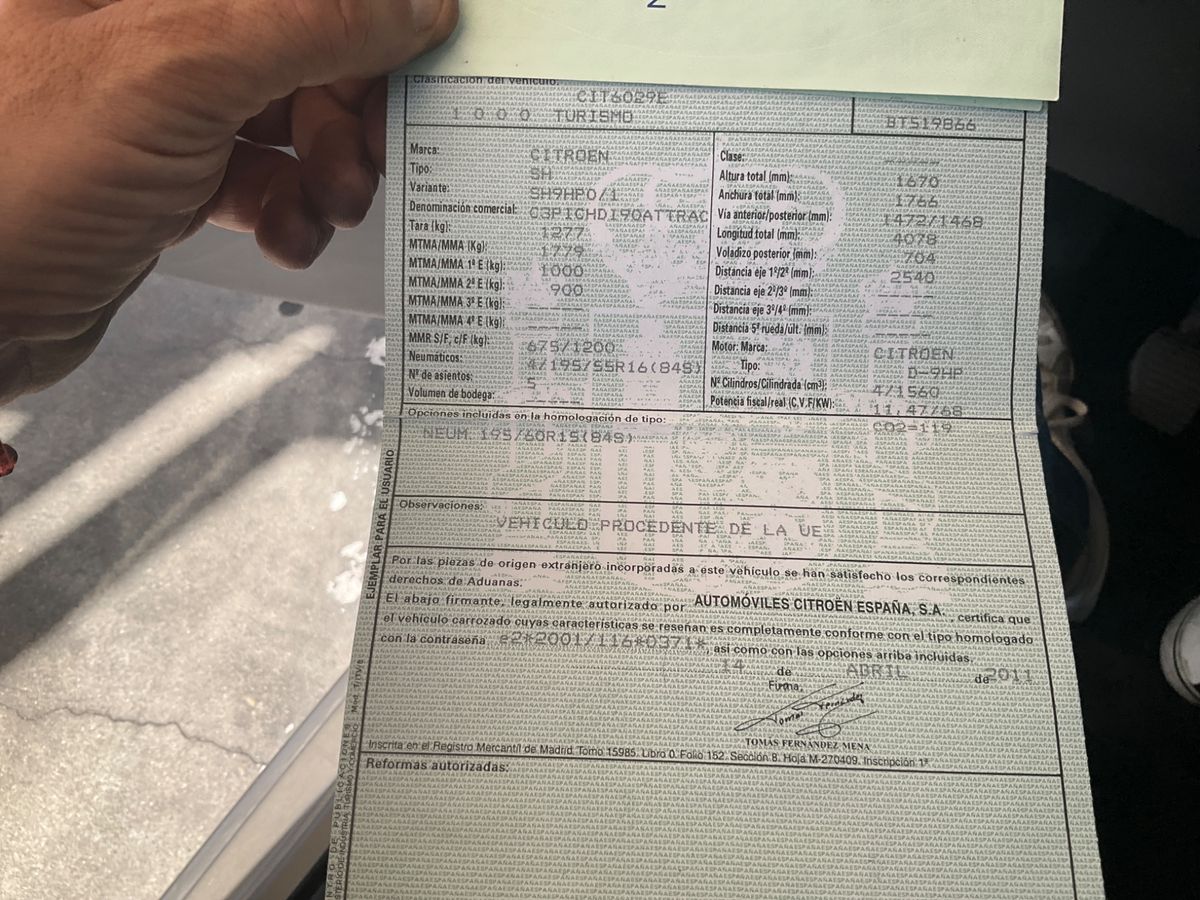 2
Clasificación del vehículo:
CIT6029E
1000 TURISMO
BT519866
Marca: CITROEN
Tipo: SH
Variante: SH9HP0/1
Denominación comercial: C3PICHDI90ATTRAC
Tara (kg): 1277
MTMA/MMA (Kg): 1779
MTMA/MMA 1º E (kg): 1000
MTMA/MMA 2º E (kg): 900
MTMA/MMA 3º E (kg): -----
MTMA/MMA 4º E (kg): -----
MMR S/F, c/F (kg): 675/1200
Neumáticos: 4/195/55R16(84S)
Nº de asientos: 5
Volumen de bodega: -----
Clase: -----
Altura total (mm): 1670
Anchura total (mm): 1766
Vía anterior/posterior (mm): 1472/1468
Longitud total (mm): 4078
Voladizo posterior (mm): 704
Distancia eje 1º/2º (mm): 2540
Distancia eje 2º/3º (mm): -----
Distancia eje 3º/4º (mm): -----
Distancia 5ª rueda/últ. (mm): -----
Motor: Marca: CITROEN
Tipo: D-9HP
Nº Cilindros/Cilindrada (cm³): 4/1560
Potencia fiscal/real (C.V.F/KW): 11,47/68
CO2=119
Opciones incluidas en la homologación de tipo:
NEUM 195/60R15(84S)
Observaciones:
VEHICULO PROCEDENTE DE LA UE
Por las piezas de origen extranjero incorporadas a este vehículo se han satisfecho los correspondientes
derechos de Aduanas.
El abajo firmante, legalmente autorizado por AUTOMÓVILES CITROËN ESPAÑA, S.A. , certifica que
el vehículo carrozado cuyas características se reseñan es completamente conforme con el tipo homologado
con la contraseña e2*2001/116*0371*, así como con las opciones arriba incluidas.
14 de ABRIL de 2011
Firma,
Tomás Fernández
TOMÁS FERNÁNDEZ MENA
Inscrita en el Registro Mercantil de Madrid. Tomo 15985. Libro 0. Folio 152. Sección 8. Hoja M-270409. Inscripción 1ª
Reformas autorizadas:
EJEMPLAR PARA EL USUARIO